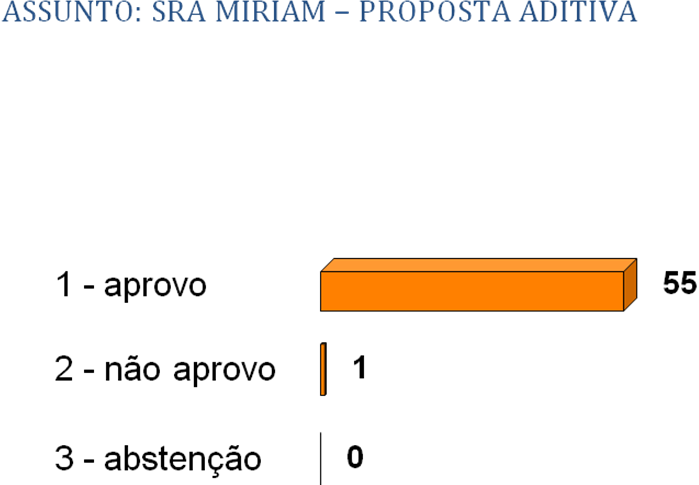 ASSUNTO: SRA MIRIAM – PROPOSTA ADITIVA
1 - aprovo 55
2 - não aprovo 1
3 - abstenção 0